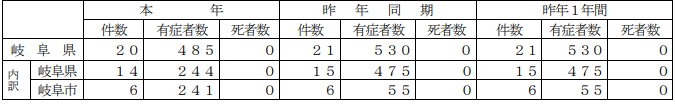 本　年 昨　年　同　期 昨年１年間
件数 有症者数 死者数 件数 有症者数 死者数 件数 有症者数 死者数
岐　阜　県 ２０ ４８５ ０ ２１ ５３０ ０ ２１ ５３０ ０
内訳 岐阜県 １４ ２４４ ０ １５ ４７５ ０ １５ ４７５ ０
岐阜市 ６ ２４１ ０ ６ ５５ ０ ６ ５５ ０